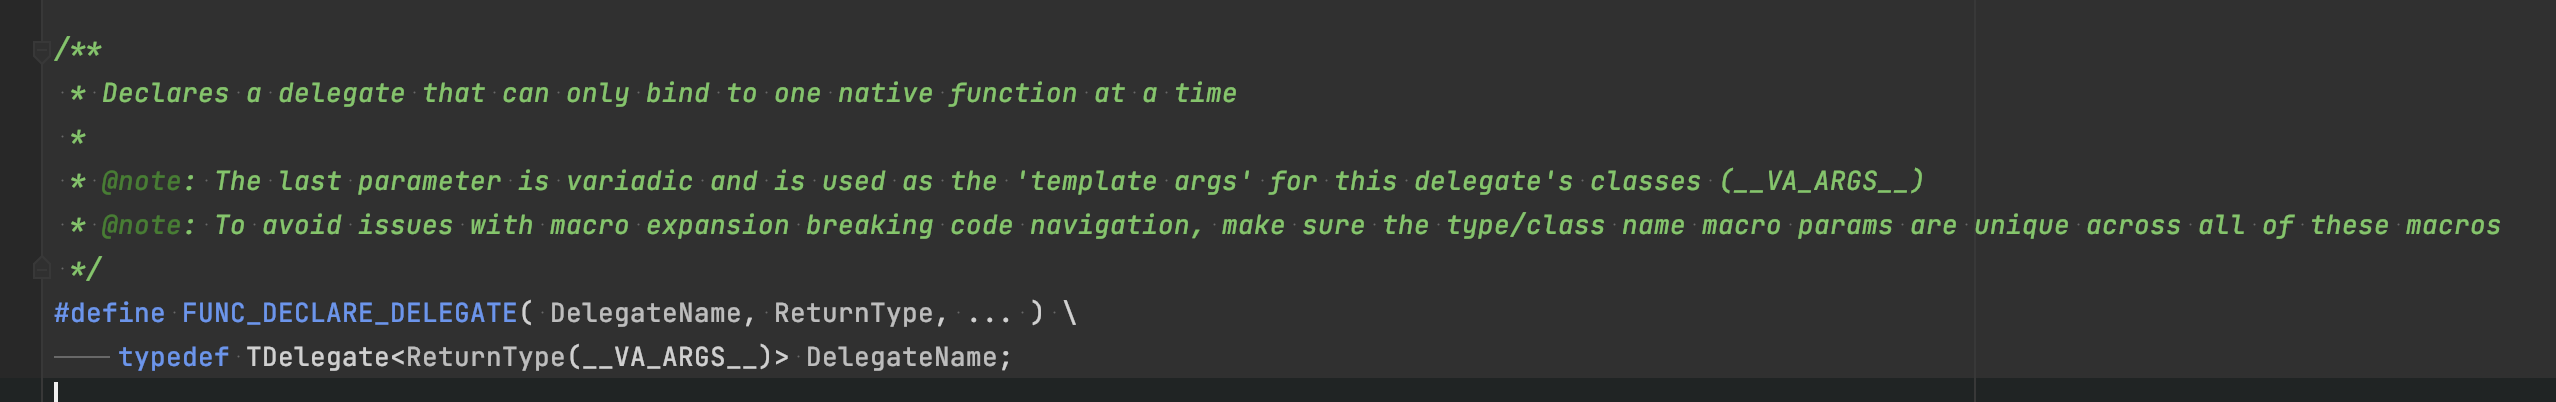 /**
 * Declares a delegate that can only bind to one native function at a time
 *
 * @note: The last parameter is variadic and is used as the 'template args' for this delegate's classes (__VA_ARGS__)
 * @note: To avoid issues with macro expansion breaking code navigation, make sure the type/class name macro params are unique across all of these macros
 */
#define FUNC_DECLARE_DELEGATE( DelegateName, ReturnType, ... ) \
    typedef TDelegate<ReturnType(__VA_ARGS__)> DelegateName;